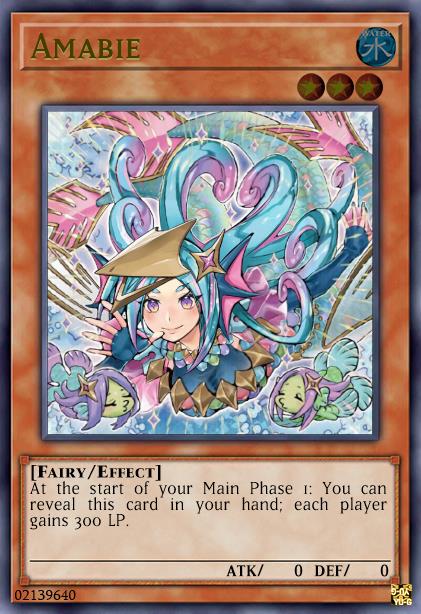 AMABIE
WATER
水
[FAIRY/EFFECT]
At the start of your Main Phase 1: You can
reveal this card in your hand; each player
gains 300 LP.
ATK/ 0 DEF/ 0
02139640